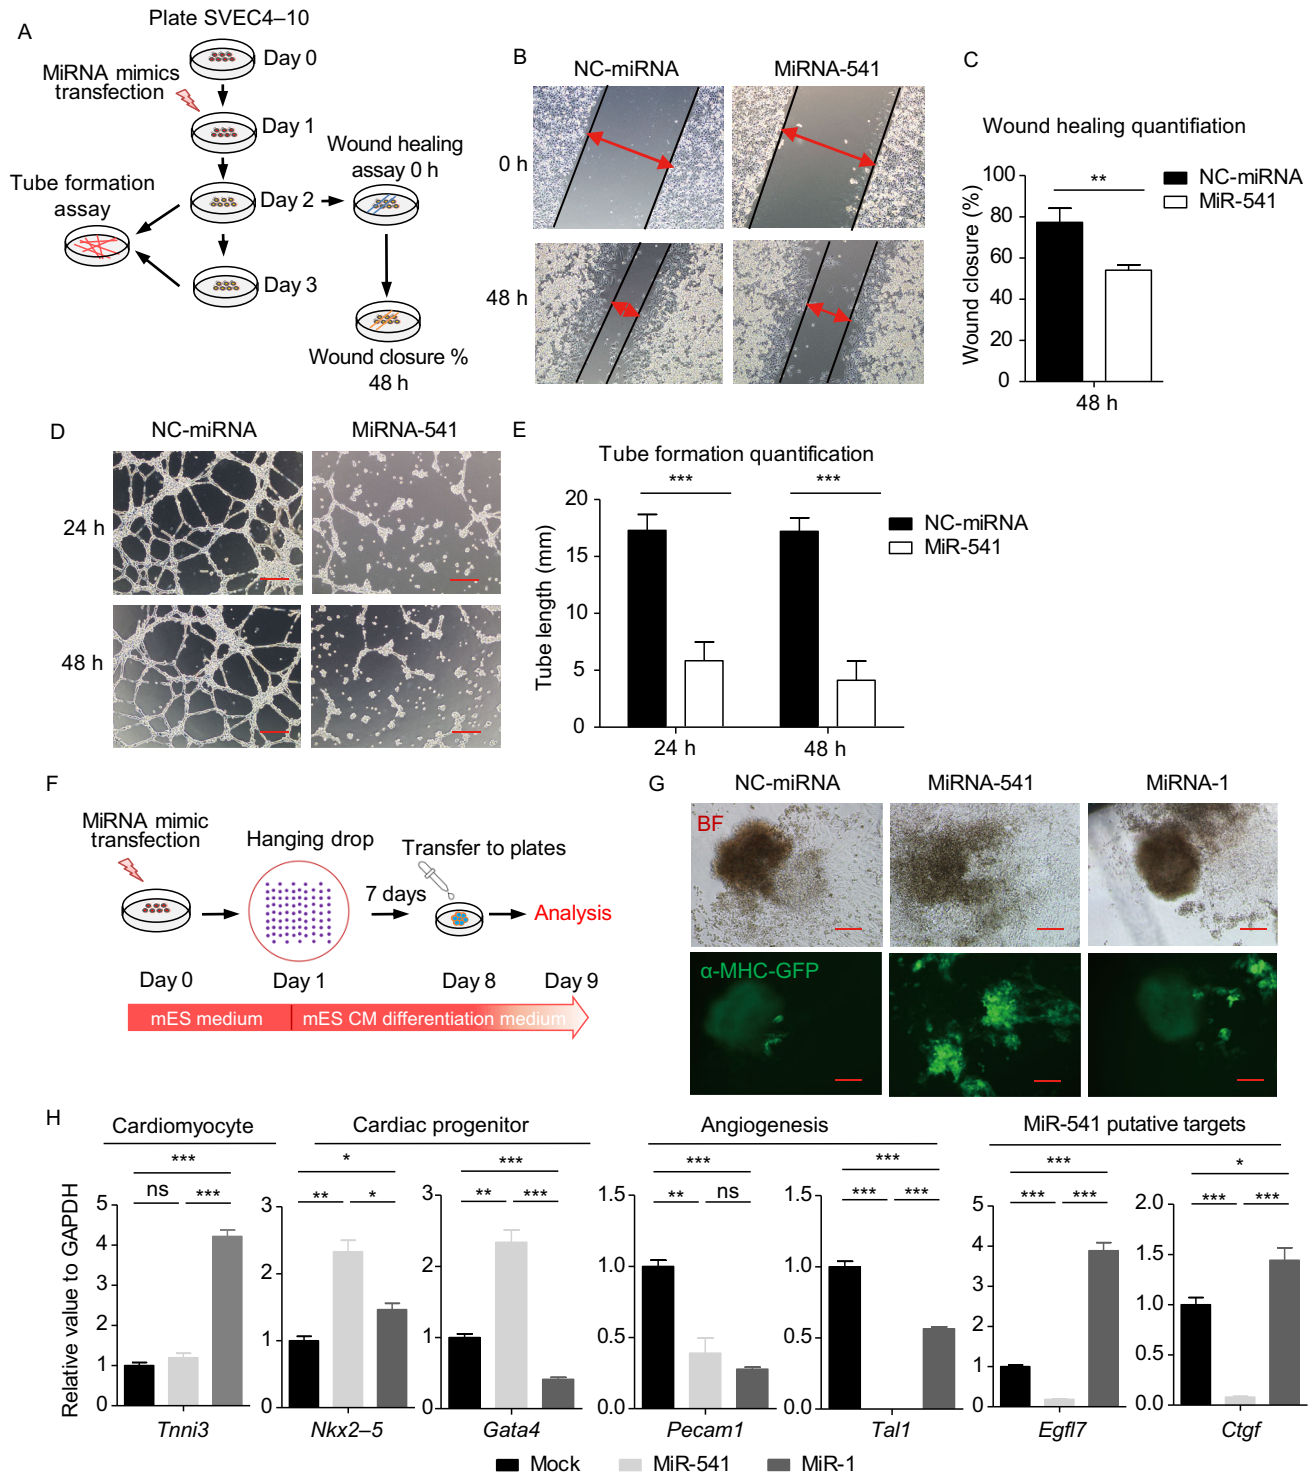 A
Plate SVEC4–10
Day 0
MiRNA mimics
transfection
Day 1
Wound healing
assay 0 h
Tube formation
assay
Day 2
Day 3
Wound closure %
48 h
B
NC-miRNA MiRNA-541
0 h
48 h
C
Wound healing quantifiation
Wound closure (%)
100
80
60
40
20
0
**
NC-miRNA
MiR-541
48 h
D
NC-miRNA MiRNA-541
24 h
48 h
E
Tube formation quantification
Tube length (mm)
20
15
10
5
0
*** ***
NC-miRNA
MiR-541
24 h 48 h
F
MiRNA mimic
transfection
Hanging drop
Transfer to plates
7 days
Analysis
Day 0 Day 1 Day 8 Day 9
mES medium mES CM differentiation medium
G
NC-miRNA MiRNA-541 MiRNA-1
BF
α-MHC-GFP
H
Cardiomyocyte
Cardiac progenitor
Angiogenesis
MiR-541 putative targets
Relative value to GAPDH
***
ns ***
5
4
3
2
1
0
Tnni3
*
** *
3
2
1
0
Nkx2–5
***
** ***
3
2
1
0
Gata4
***
** ns
1.5
1.0
0.5
0.0
Pecam1
***
*** ***
1.5
1.0
0.5
0.0
Tal1
***
*** ***
5
4
3
2
1
0
Egfl7
*
*** ***
2.0
1.5
1.0
0.5
0.0
Ctgf
Mock MiR-541 MiR-1